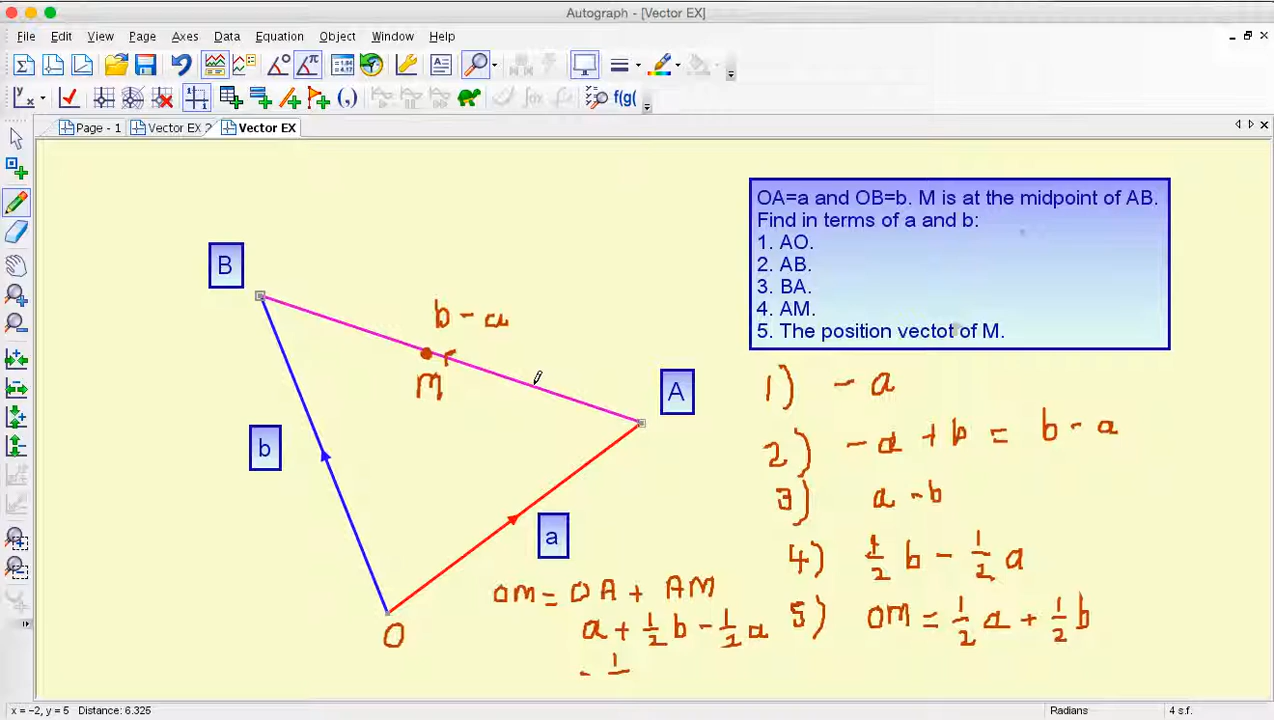 Autograph - [Vector EX]
File Edit View Page Axes Data Equation Object Window Help
Page - 1 Vector EX 2 Vector EX
OA=a and OB=b. M is at the midpoint of AB.
Find in terms of a and b:
1. AO.
2. AB.
3. BA.
4. AM.
5. The position vectot of M.
B
b - a
M
A
b
a
O
1) - a
2) - a + b = b - a
3) a - b
4) 1/2 b - 1/2 a
OM = OA + AM
a + 1/2 b - 1/2 a
5) OM = 1/2 a + 1/2 b
x = -2, y = 5 Distance: 6.325
Radians
4 s.f.